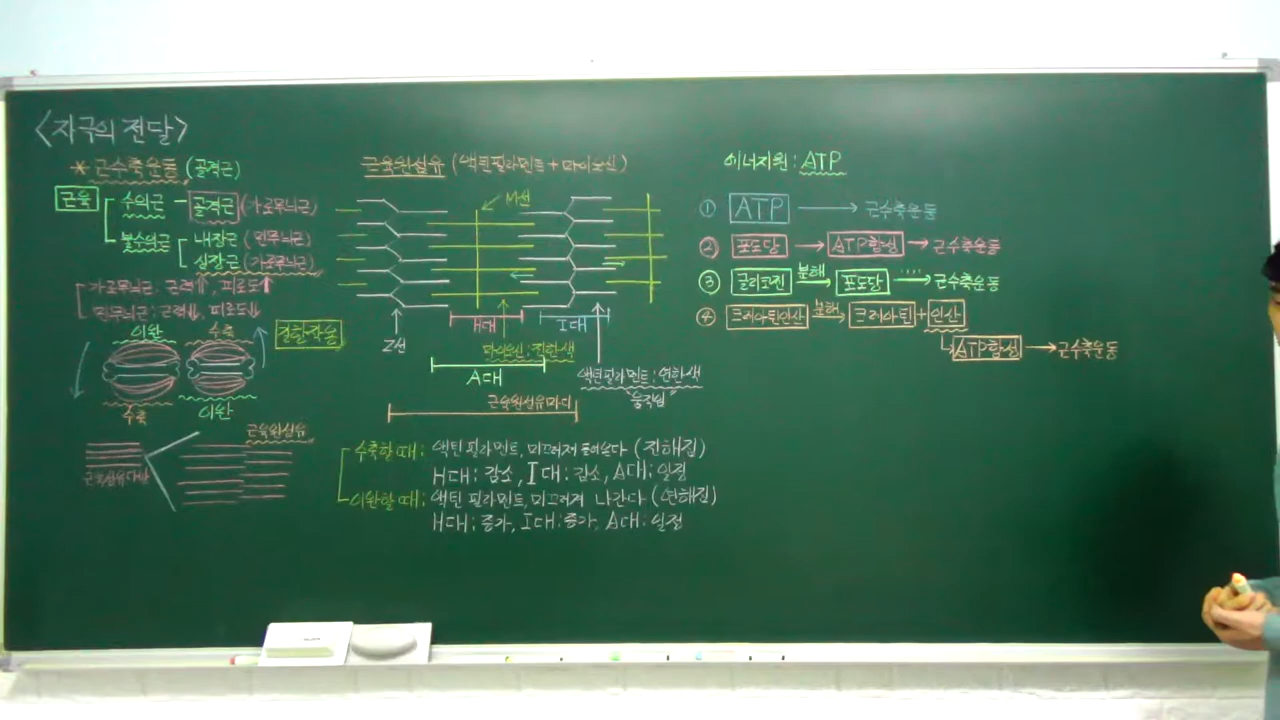 <자극의 전달>
* 근수축운동 (골격근)
근육 수의근 - 골격근 (가로무늬근)
불수의근 내장근 (민무늬근)
심장근 (가로무늬근)
가로무늬근: 근력↑, 피로도↑
민무늬근: 근력↓, 피로도↓
이완 수축 길항작용
수축 이완
근육섬유다발
근육원섬유
근육원섬유 (액틴필라멘트 + 마이오신)
M선
H대 I대
Z선
마이오신: 진한색
A대
액틴필라멘트: 연한색
"움직임"
근육원섬유마디
수축할 때: 액틴 필라멘트, 미끄러져 들어난다 (진해짐)
H대: 감소, I대: 감소, A대: 일정
이완할 때: 액틴 필라멘트, 미끄러져 나간다 (연해짐)
H대: 증가, I대: 증가, A대: 일정
에너지원: ATP
① ATP → 근수축운동
② 포도당 → ATP합성 → 근수축운동
③ 글리코젠 분해→ 포도당 ····→ 근수축운동
④ 크레아틴인산 분해→ 크레아틴 + 인산
ATP합성 → 근수축운동